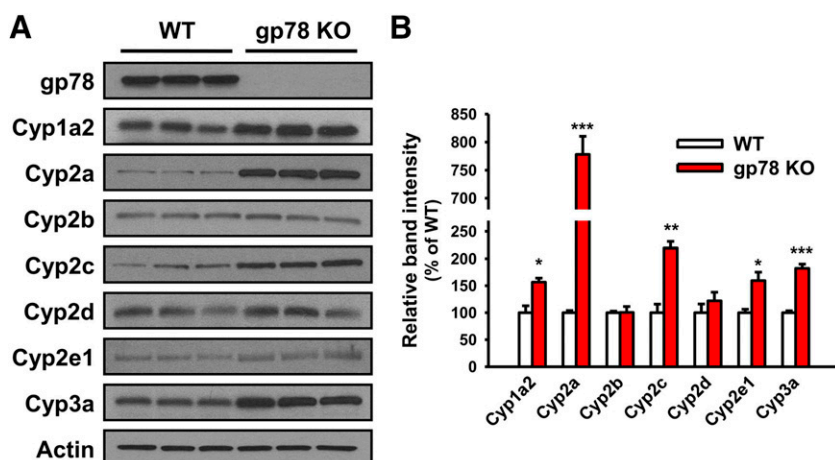 A
WT gp78 KO
gp78
Cyp1a2
Cyp2a
Cyp2b
Cyp2c
Cyp2d
Cyp2e1
Cyp3a
Actin
B
Relative band intensity
(% of WT)
850
800
750
700
250
200
150
100
50
0
WT
gp78 KO
*
***
**
*
***
Cyp1a2
Cyp2a
Cyp2b
Cyp2c
Cyp2d
Cyp2e1
Cyp3a